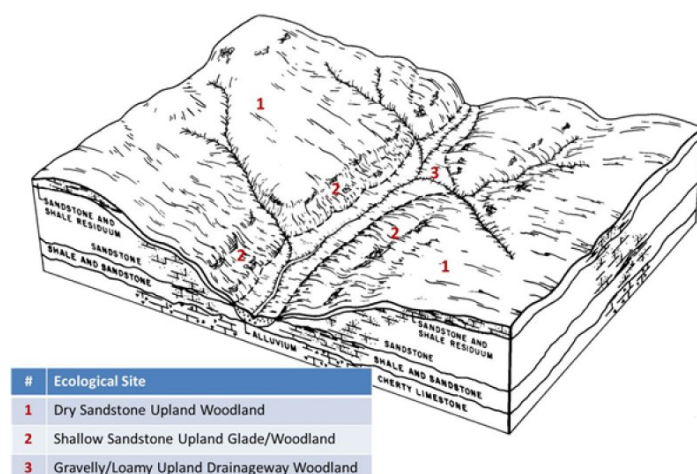 1
2
3
2
2
1
SANDSTONE AND
SHALE RESIDUUM
SANDSTONE
SHALE AND SANDSTONE
ALLUVIUM
SANDSTONE AND
SHALE RESIDUUM
SANDSTONE
SHALE AND SANDSTONE
CHERTY LIMESTONE
# Ecological Site
1 Dry Sandstone Upland Woodland
2 Shallow Sandstone Upland Glade/Woodland
3 Gravelly/Loamy Upland Drainageway Woodland